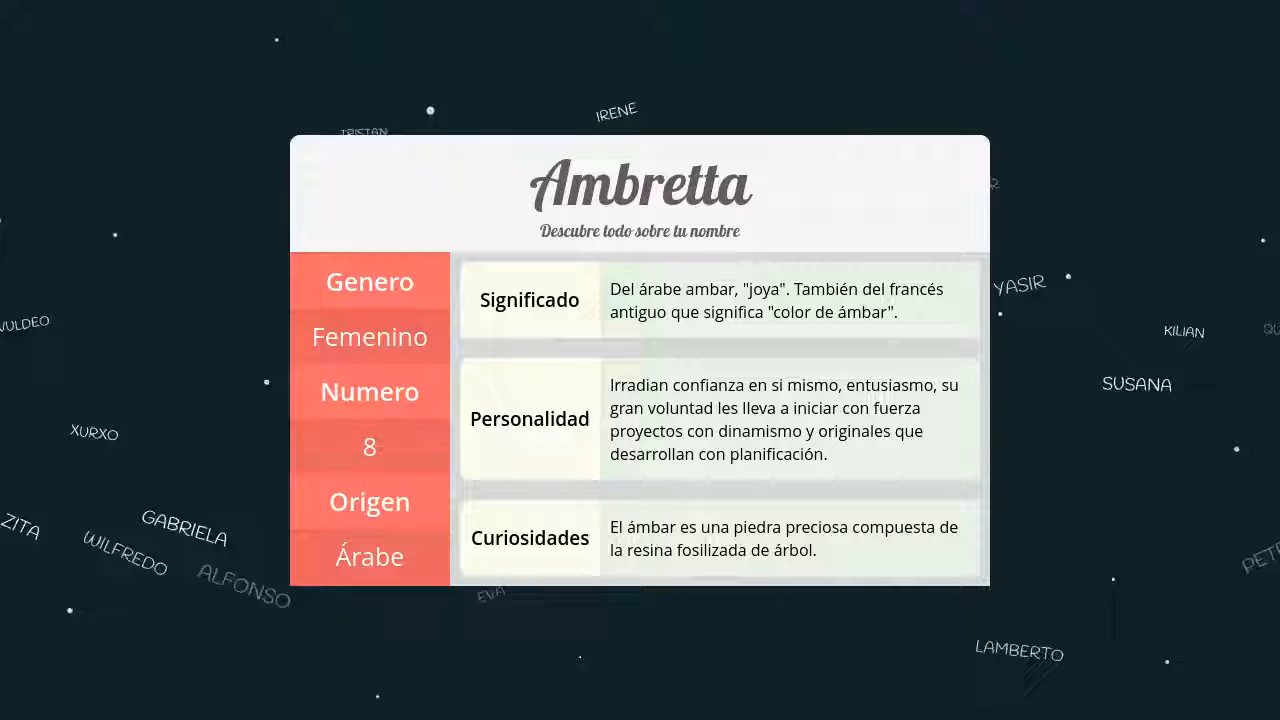 IRENE
TRISTAN
Ambretta
Descubre todo sobre tu nombre
Genero
Femenino
Numero
8
Origen
Árabe
Significado
Del árabe ambar, "joya". También del francés
antiguo que significa "color de ámbar".
Personalidad
Irradian confianza en si mismo, entusiasmo, su
gran voluntad les lleva a iniciar con fuerza
proyectos con dinamismo y originales que
desarrollan con planificación.
Curiosidades
El ámbar es una piedra preciosa compuesta de
la resina fosilizada de árbol.
YASIR
KILIAN
SUSANA
XURXO
ZITA
GABRIELA
WILFREDO
ALFONSO
EVA
LAMBERTO